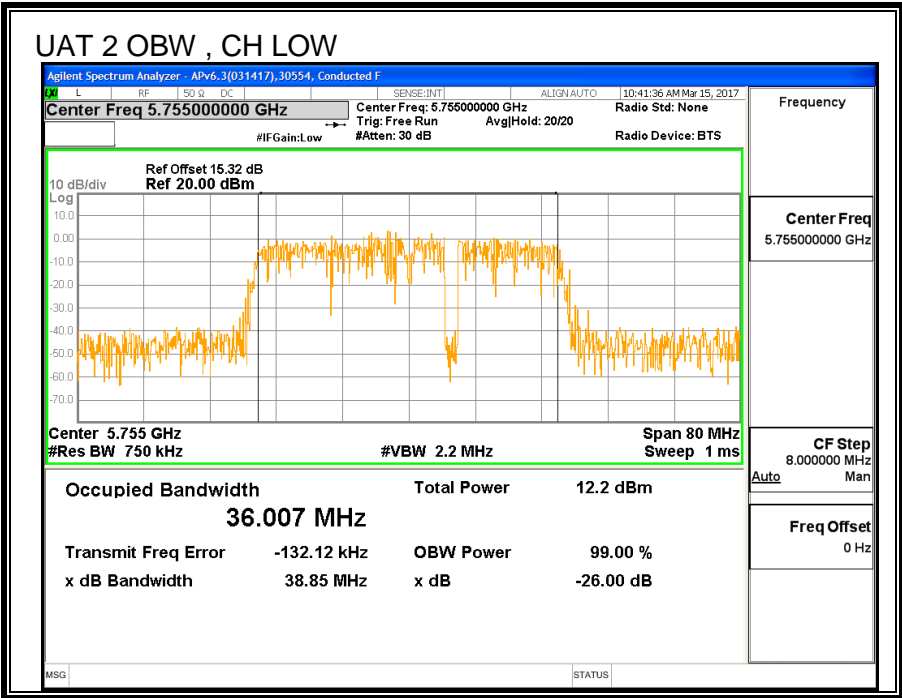 UAT 2 OBW , CH LOW
Agilent Spectrum Analyzer - APv6.3(031417),30554, Conducted F
LXI L RF 50 Ω DC SENSE:INT ALIGN AUTO 10:41:36 AM Mar 15, 2017
Center Freq 5.755000000 GHz
Center Freq: 5.755000000 GHz Radio Std: None
Trig: Free Run Avg|Hold: 20/20
#IFGain:Low #Atten: 30 dB Radio Device: BTS
Frequency
Ref Offset 15.32 dB
10 dB/div Ref 20.00 dBm
Log
10.0
0.00
-10.0
-20.0
-30.0
-40.0
-50.0
-60.0
-70.0
Center Freq
5.755000000 GHz
Center 5.755 GHz Span 80 MHz
#Res BW 750 kHz #VBW 2.2 MHz Sweep 1 ms
CF Step
8.000000 MHz
Auto Man
Occupied Bandwidth Total Power 12.2 dBm
36.007 MHz
Transmit Freq Error -132.12 kHz OBW Power 99.00 %
x dB Bandwidth 38.85 MHz x dB -26.00 dB
Freq Offset
0 Hz
MSG STATUS